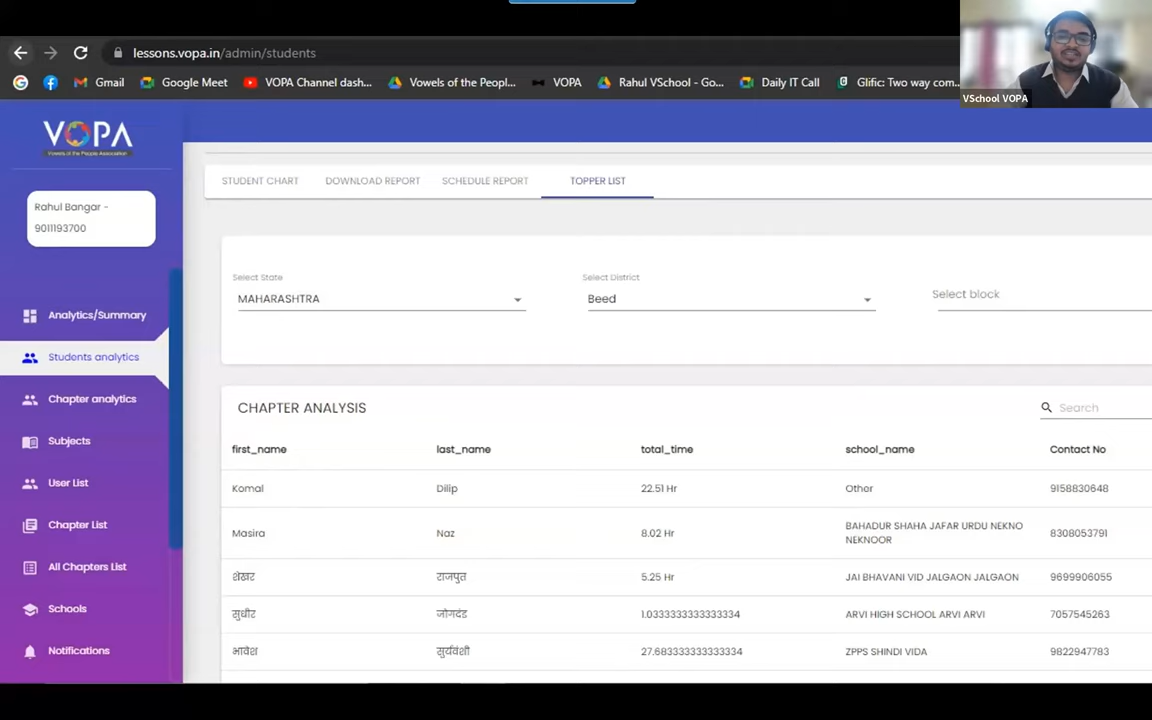 lessons.vopa.in/admin/students
Gmail Google Meet VOPA Channel dash... Vowels of the Peopl... VOPA Rahul VSchool - Go... Daily IT Call Glific: Two way com...
VSchool VOPA
VOPA
Vowels of the People Association
Rahul Bangar -
9011193700
STUDENT CHART DOWNLOAD REPORT SCHEDULE REPORT TOPPER LIST
Select State Select District
MAHARASHTRA Beed Select block
Analytics/Summary
Students analytics
Chapter analytics
Subjects
User List
Chapter List
All Chapters List
Schools
Notifications
CHAPTER ANALYSIS Search
first_name last_name total_time school_name Contact No
Komal Dilip 22.51 Hr Other 9158830648
Masira Naz 8.02 Hr BAHADUR SHAHA JAFAR URDU NEKNO NEKNOOR 8308053791
शेखर राजपुत 5.25 Hr JAI BHAVANI VID JALGAON JALGAON 9699906055
सुधीर जोगदंड 1.0333333333333334 ARVI HIGH SCHOOL ARVI ARVI 7057545263
भावेश सुर्यवंशी 27.683333333333334 ZPPS SHINDI VIDA 9822947783